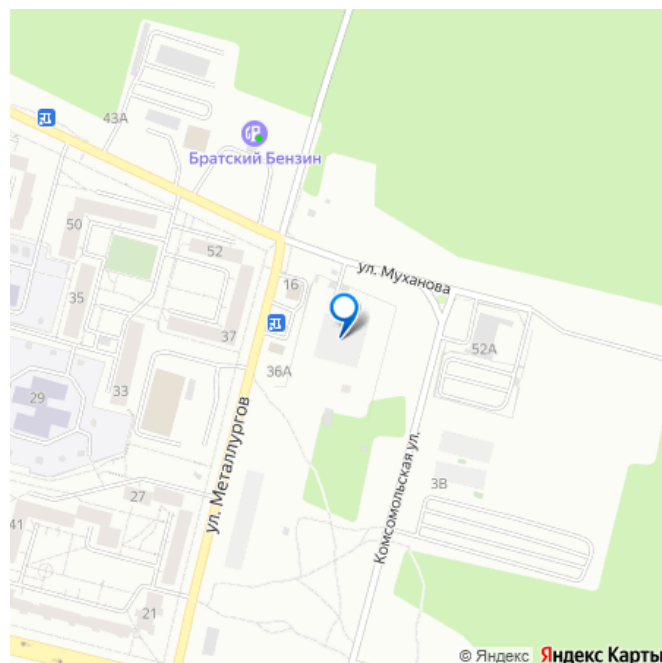 43А
Братский Бензин
50
52
ул. Муханова
16
35
37
36А
52А
33
29
ул. Металлургов
Комсомольская ул.
3В
27
41
21
© Яндекс Яндекс Карты